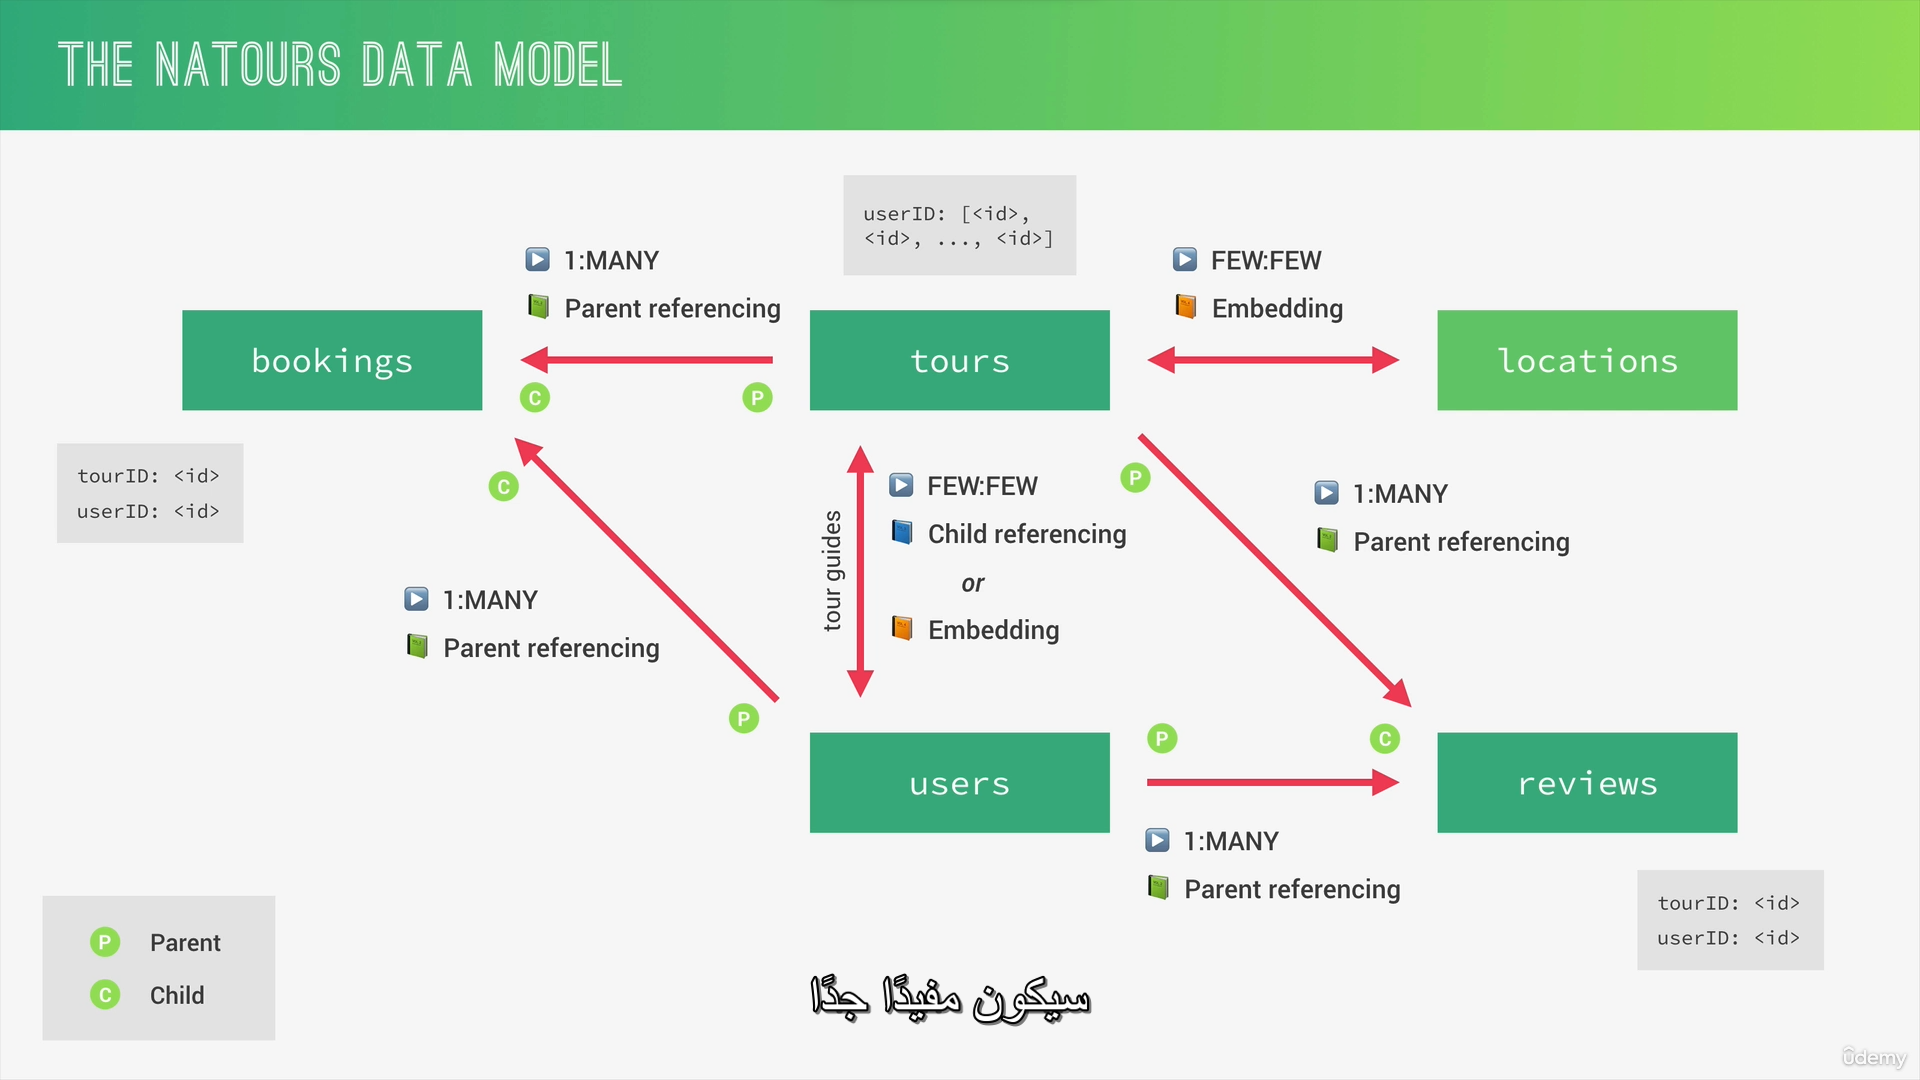 THE NATOURS DATA MODEL
userID: [<id>,
<id>, ..., <id>]
1:MANY
Parent referencing
FEW:FEW
Embedding
bookings
tours
locations
C
P
tourID: <id>
userID: <id>
C
1:MANY
Parent referencing
P
tour guides
FEW:FEW
Child referencing
or
Embedding
P
1:MANY
Parent referencing
users
P
C
reviews
1:MANY
Parent referencing
tourID: <id>
userID: <id>
P Parent
C Child
سيكون مفيدًا جدًا
ûdemy